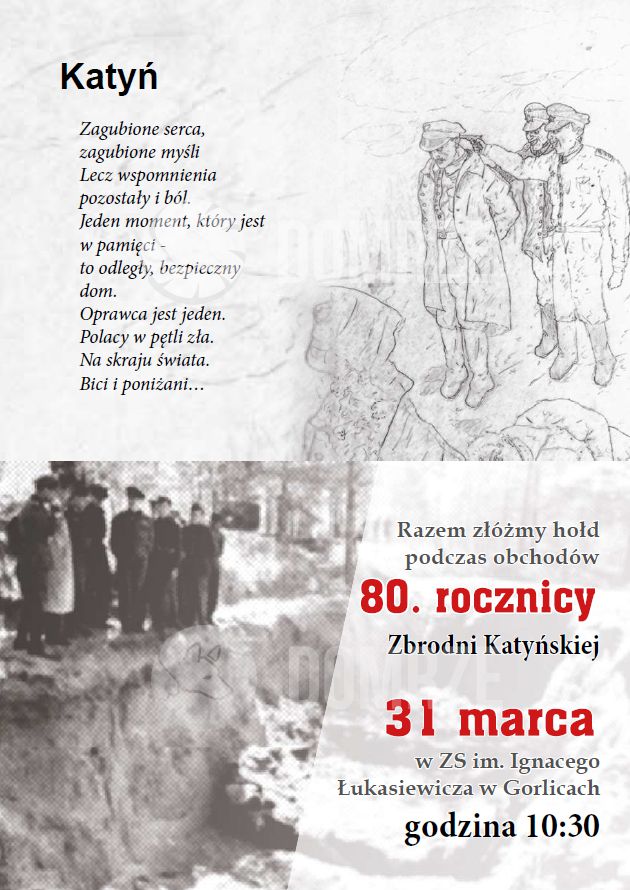 Katyń
Zagubione serca,
zagubione myśli
Lecz wspomnienia
pozostały i ból.
Jeden moment, który jest
w pamięci -
to odległy, bezpieczny
dom.
Oprawca jest jeden.
Polacy w pętli zła.
Na skraju świata.
Bici i poniżani…
DOMPRZE
Razem złóżmy hołd
podczas obchodów
80. rocznicy
Zbrodni Katyńskiej
DOMPRZE
31 marca
w ZS im. Ignacego
Łukasiewicza w Gorlicach
godzina 10:30